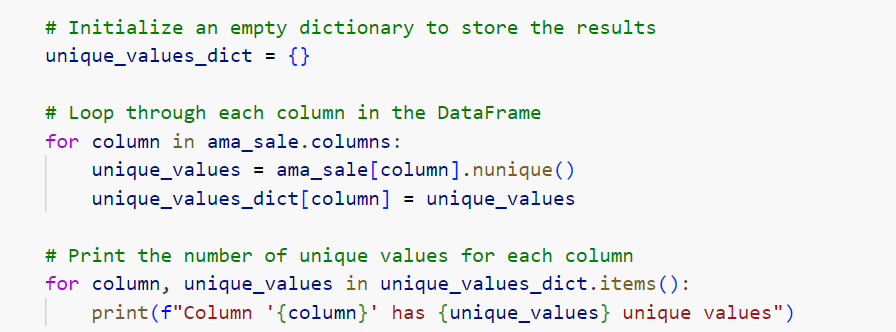 # Initialize an empty dictionary to store the results
unique_values_dict = {}
# Loop through each column in the DataFrame
for column in ama_sale.columns:
    unique_values = ama_sale[column].nunique()
    unique_values_dict[column] = unique_values
# Print the number of unique values for each column
for column, unique_values in unique_values_dict.items():
    print(f"Column '{column}' has {unique_values} unique values")